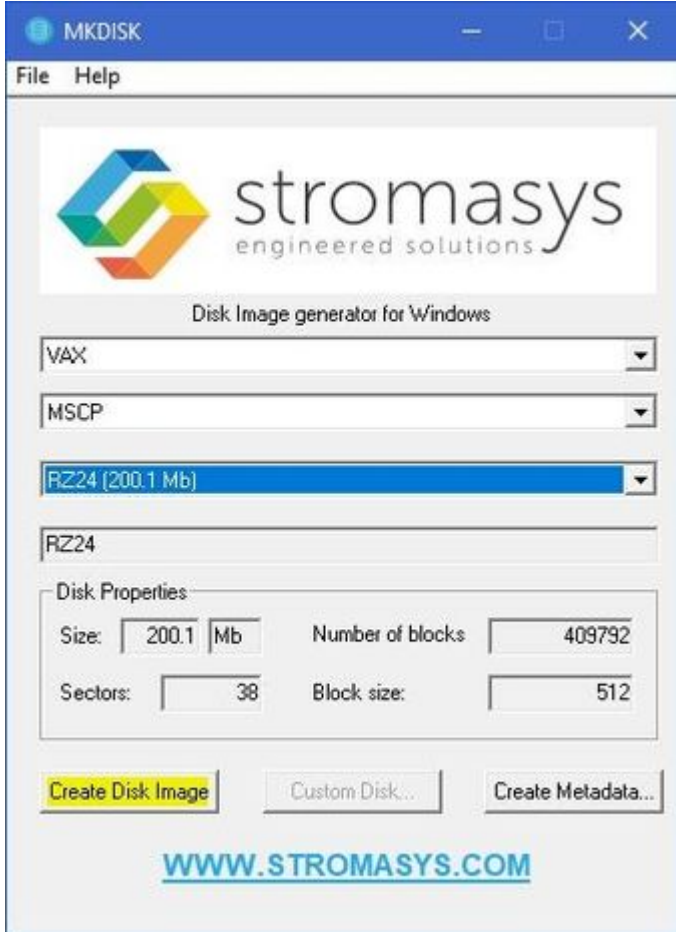 MKDISK
File Help
stromasys
engineered solutions
Disk Image generator for Windows
VAX
MSCP
RZ24 (200.1 Mb)
RZ24
Disk Properties
Size: 200.1 Mb Number of blocks 409792
Sectors: 38 Block size: 512
Create Disk Image Custom Disk... Create Metadata...
WWW.STROMASYS.COM